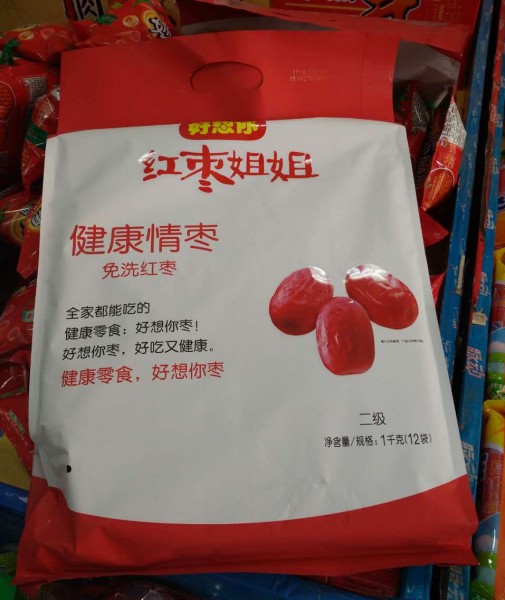 好想你
红枣姐姐
健康情枣
免洗红枣
全家都能吃的
健康零食：好想你枣！
好想你枣，好吃又健康。
健康零食，好想你枣
二级
净含量/规格：1千克(12袋)